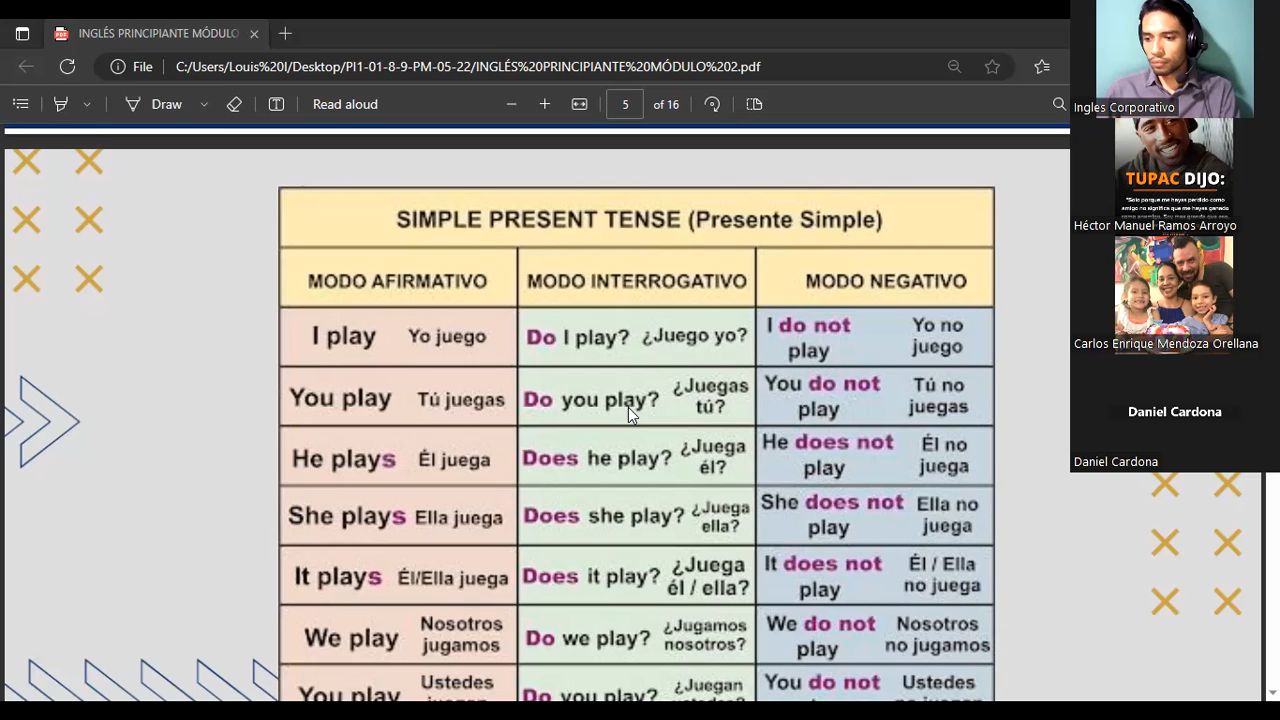 INGLÉS PRINCIPIANTE MÓDULO
File C:/Users/Louis%20I/Desktop/PI1-01-8-9-PM-05-22/INGLÉS%20PRINCIPIANTE%20MÓDULO%202.pdf
Draw Read aloud 5 of 16
SIMPLE PRESENT TENSE (Presente Simple)
MODO AFIRMATIVO MODO INTERROGATIVO MODO NEGATIVO
I play Yo juego Do I play? ¿Juego yo? I do not play Yo no juego
You play Tú juegas Do you play? ¿Juegas tú? You do not play Tú no juegas
He plays Él juega Does he play? ¿Juega él? He does not play Él no juega
She plays Ella juega Does she play? ¿Juega ella? She does not play Ella no juega
It plays Él/Ella juega Does it play? ¿Juega él / ella? It does not play Él / Ella no juega
We play Nosotros jugamos Do we play? ¿Jugamos nosotros? We do not play Nosotros no jugamos
You play Ustedes Do you play? ¿Juegan You do not Ustedes
Ingles Corporativo
TUPAC DIJO:
Héctor Manuel Ramos Arroyo
Carlos Enrique Mendoza Orellana
Daniel Cardona
Daniel Cardona